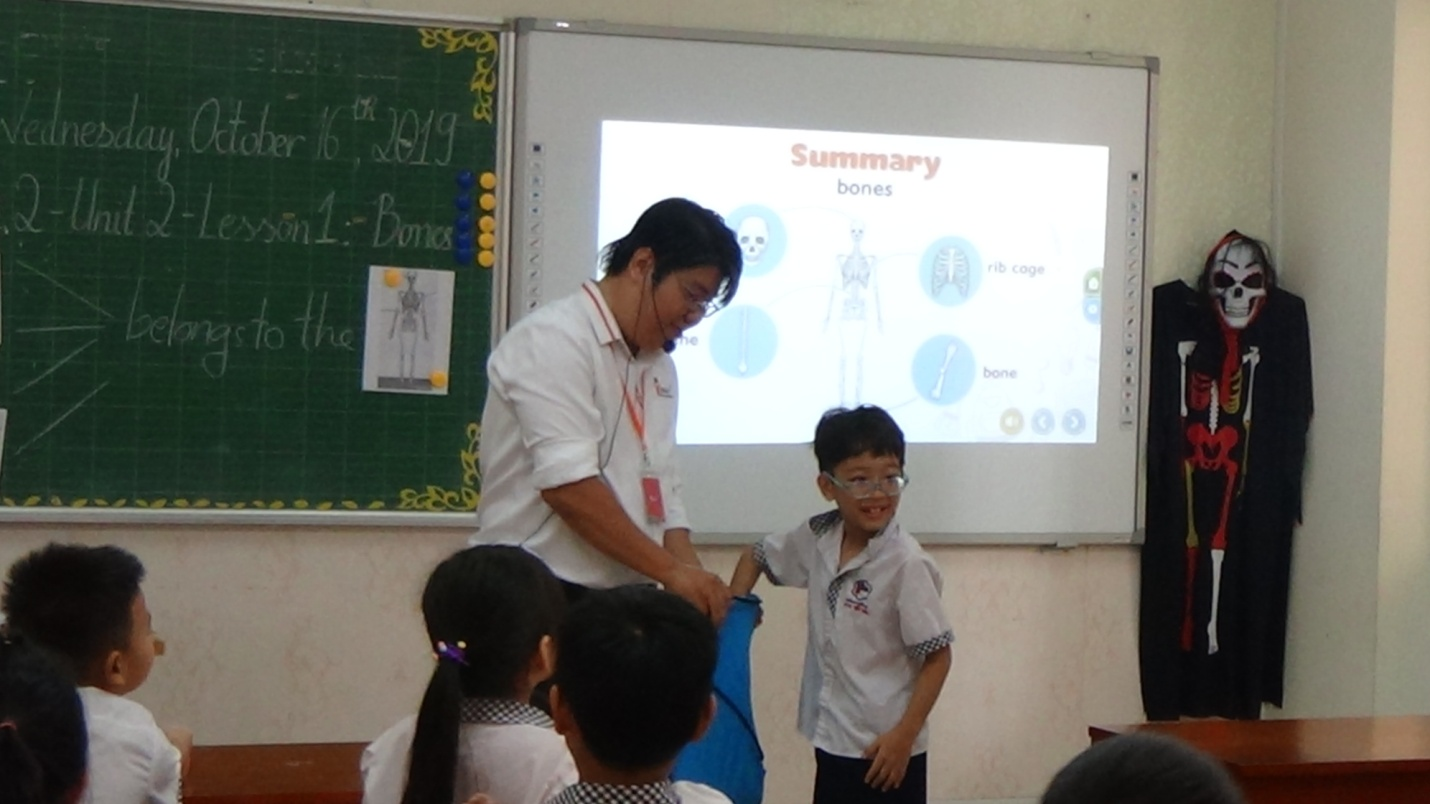 Wednesday, October 16th, 2019
.2-Unit 2-Lesson 1:- Bones
belongs to the
Summary
bones
rib cage
bone